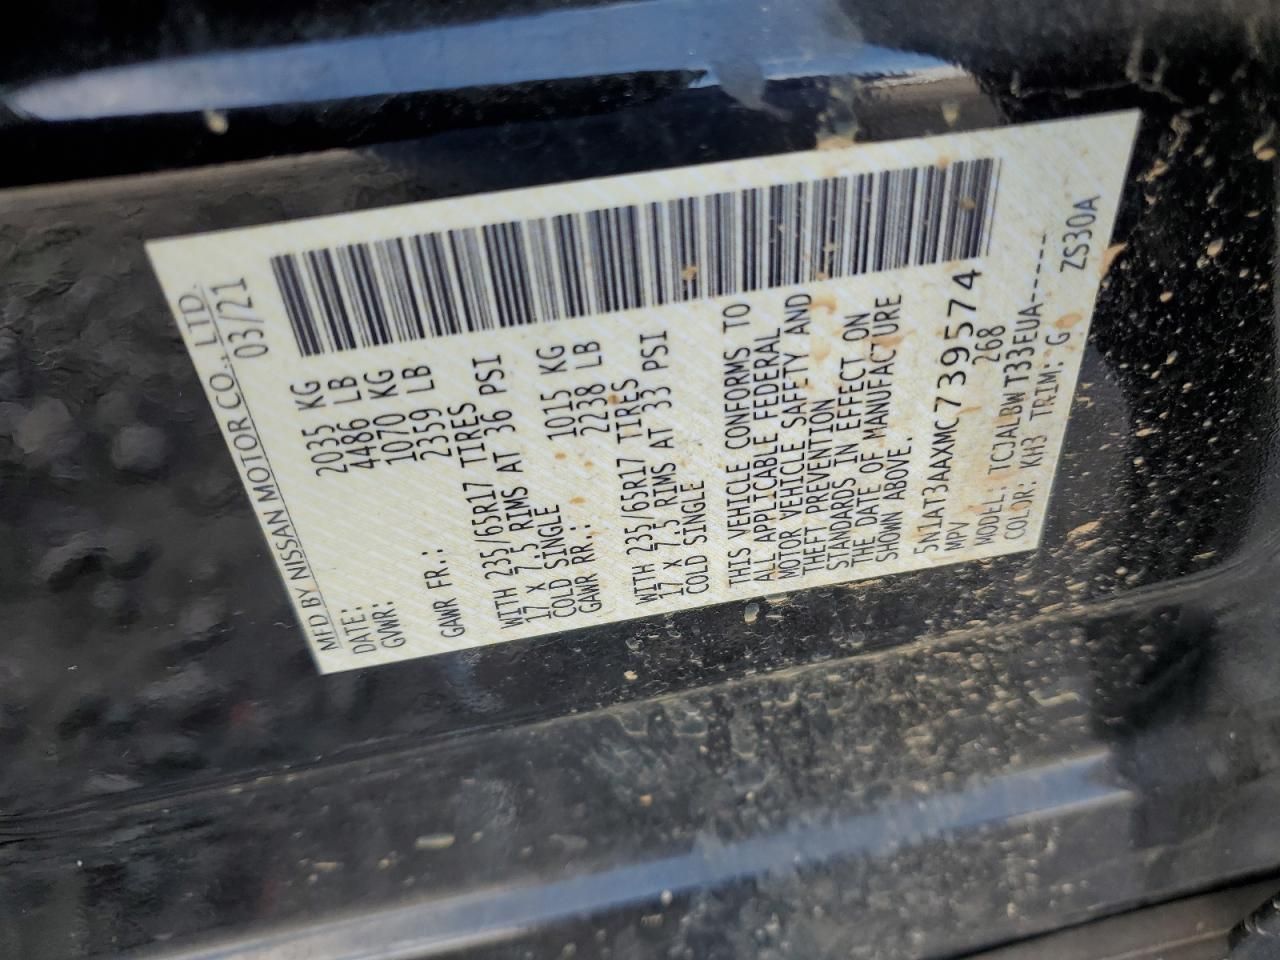 MFD BY NISSAN MOTOR CO., LTD.
DATE: 03/21
GVWR: 2035 KG
4486 LB
GAWR FR.: 1070 KG
2359 LB
WITH 235/65R17 TIRES
17 X 7.5 RIMS AT 36 PSI
COLD SINGLE
GAWR RR.: 1015 KG
2238 LB
WITH 235/65R17 TIRES
17 X 7.5 RIMS AT 33 PSI
COLD SINGLE
THIS VEHICLE CONFORMS TO
ALL APPLICABLE FEDERAL
MOTOR VEHICLE SAFETY AND
THEFT PREVENTION
STANDARDS IN EFFECT ON
THE DATE OF MANUFACTURE
SHOWN ABOVE.
5N1AT3AAXMC739574
MPV 268
MODEL: TCJALBWT33EUA-----
COLOR: KH3 TRIM: G ZS30A